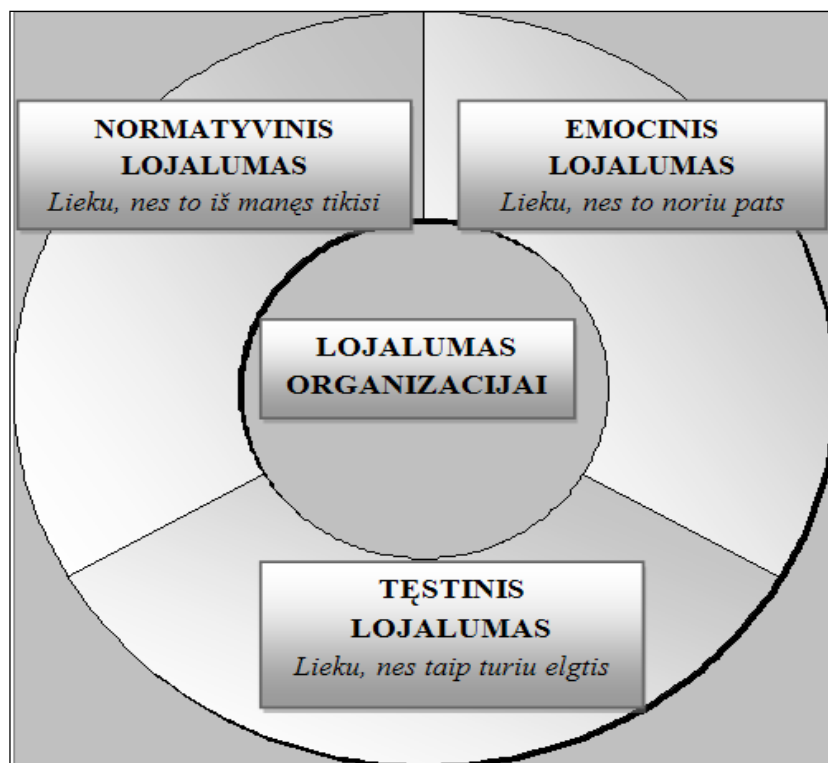 NORMATYVINIS
LOJALUMAS
Lieku, nes to iš manęs tikisi
EMOCINIS
LOJALUMAS
Lieku, nes to noriu pats
LOJALUMAS
ORGANIZACIJAI
TĘSTINIS
LOJALUMAS
Lieku, nes taip turiu elgtis